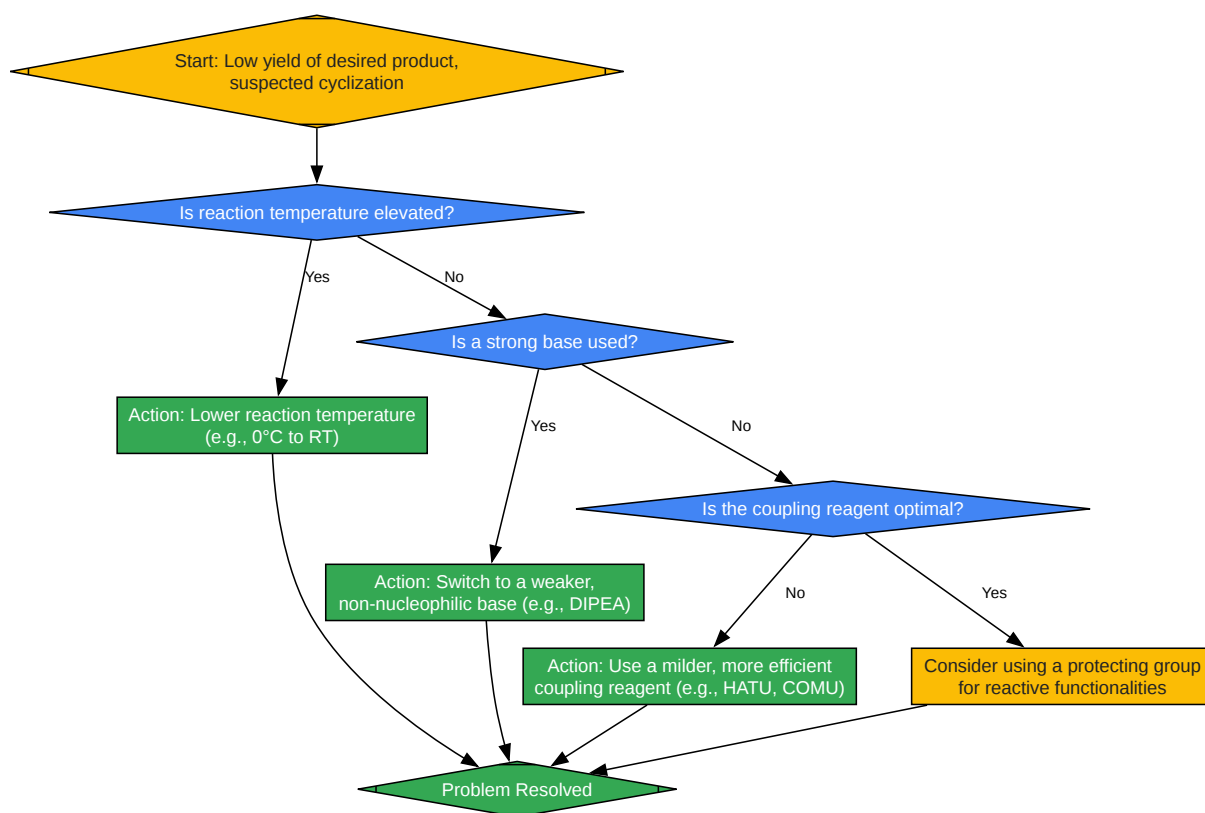 Start: Low yield of desired product,
suspected cyclization
Is reaction temperature elevated?
Yes
No
Is a strong base used?
Action: Lower reaction temperature
(e.g., 0°C to RT)
Yes
No
Is the coupling reagent optimal?
Action: Switch to a weaker,
non-nucleophilic base (e.g., DIPEA)
No
Yes
Action: Use a milder, more efficient
coupling reagent (e.g., HATU, COMU)
Consider using a protecting group
for reactive functionalities
Problem Resolved